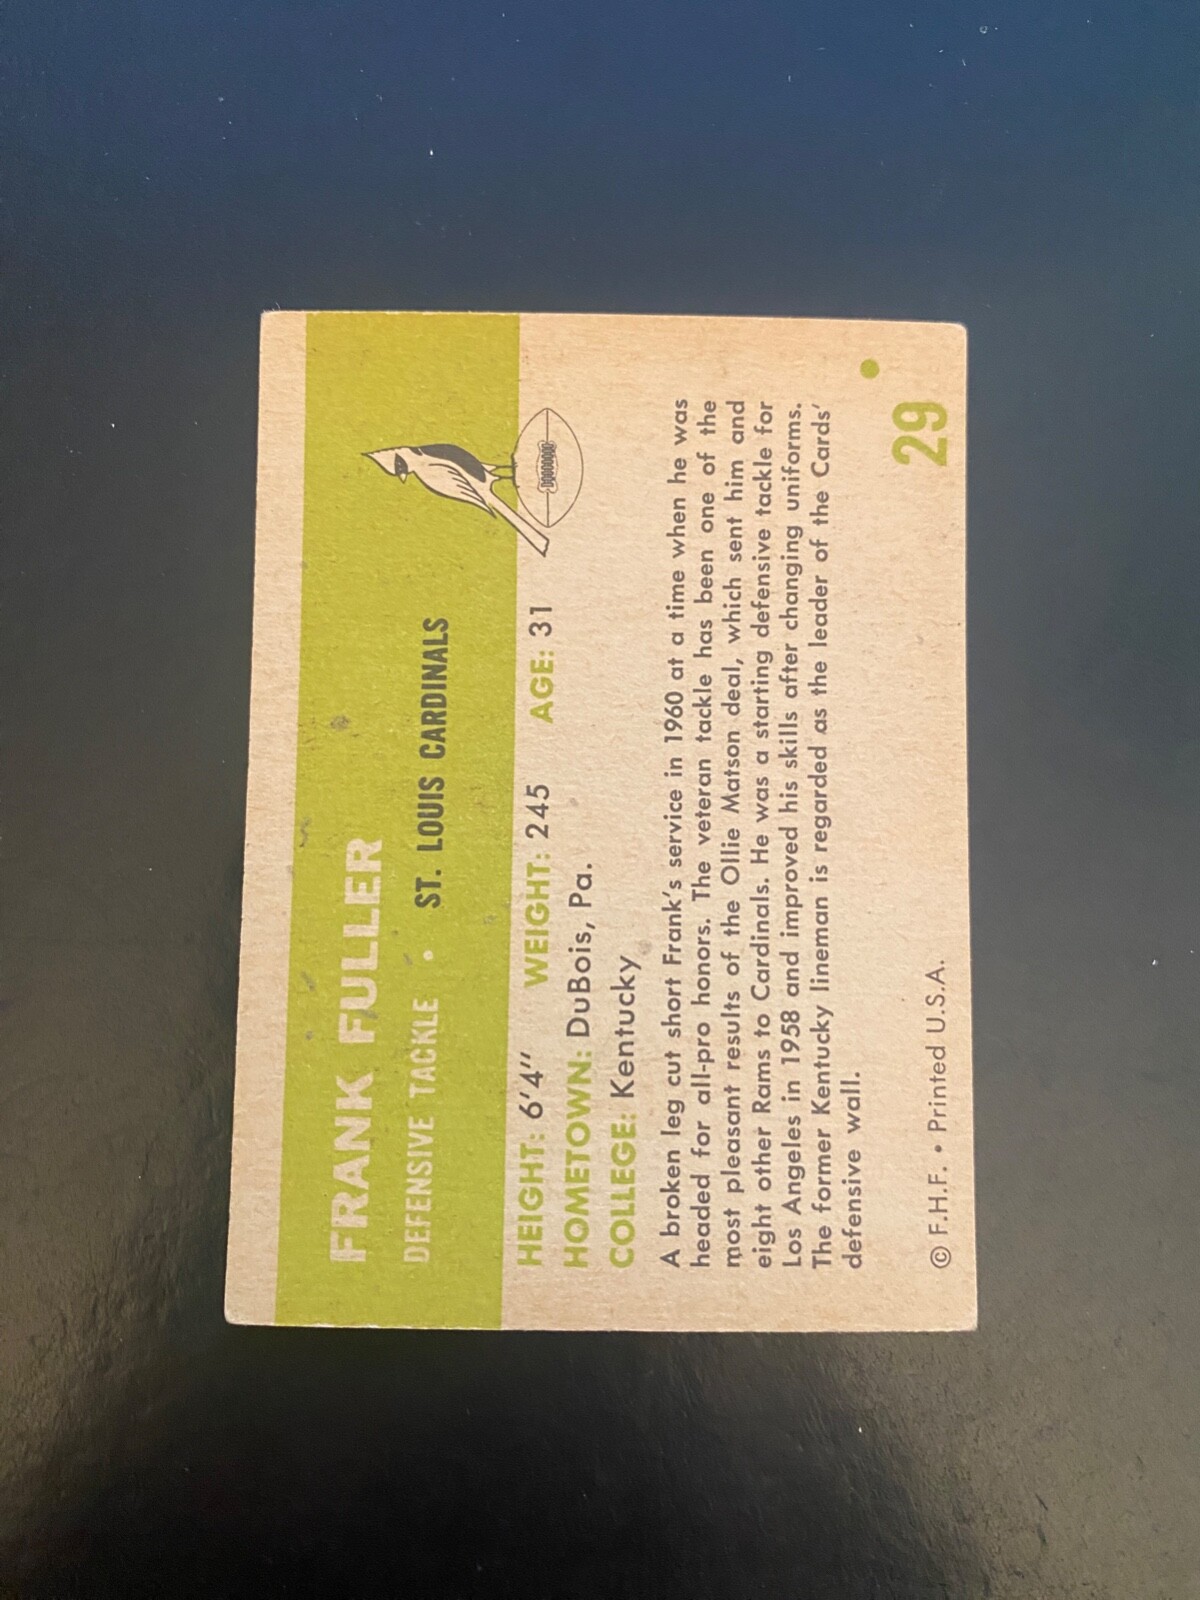 FRANK FULLER
DEFENSIVE TACKLE • ST. LOUIS CARDINALS
HEIGHT: 6'4" WEIGHT: 245 AGE: 31
HOMETOWN: DuBois, Pa.
COLLEGE: Kentucky
A broken leg cut short Frank's service in 1960 at a time when he was
headed for all-pro honors. The veteran tackle has been one of the
most pleasant results of the Ollie Matson deal, which sent him and
eight other Rams to Cardinals. He was a starting defensive tackle for
Los Angeles in 1958 and improved his skills after changing uniforms.
The former Kentucky lineman is regarded as the leader of the Cards'
defensive wall.
29
© F.H.F. • Printed U.S.A.